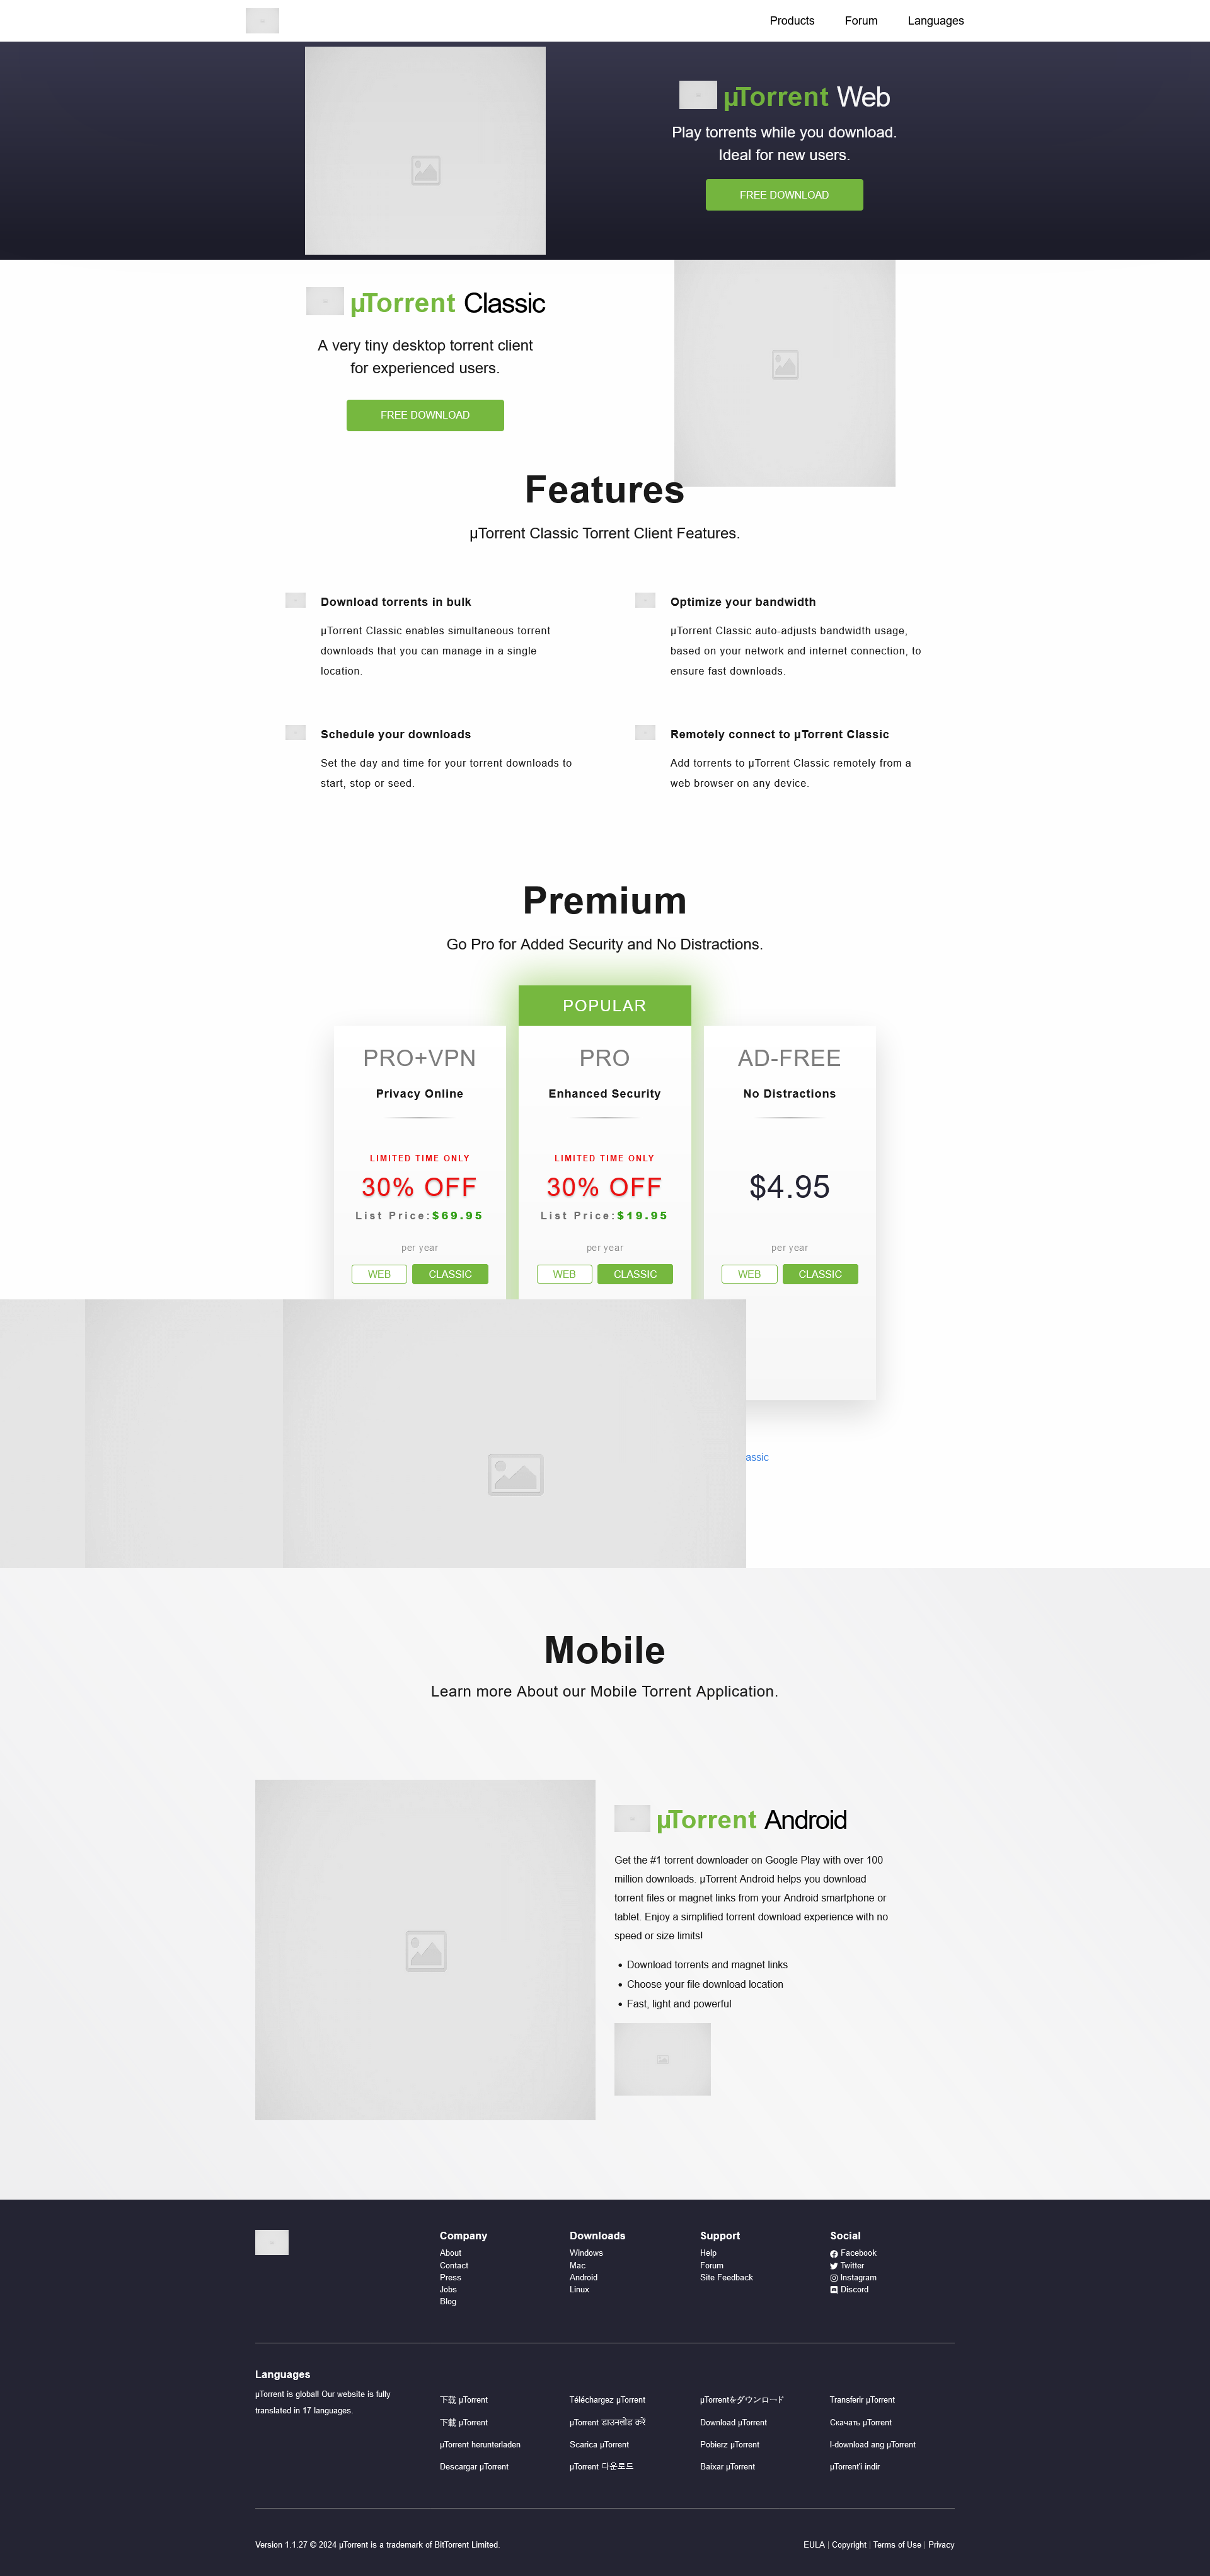 Products Forum Languages
µTorrent Web
Play torrents while you download.
Ideal for new users.
FREE DOWNLOAD
µTorrent Classic
A very tiny desktop torrent client
for experienced users.
FREE DOWNLOAD
Features
µTorrent Classic Torrent Client Features.
Download torrents in bulk
µTorrent Classic enables simultaneous torrent
downloads that you can manage in a single
location.
Optimize your bandwidth
µTorrent Classic auto-adjusts bandwidth usage,
based on your network and internet connection, to
ensure fast downloads.
Schedule your downloads
Set the day and time for your torrent downloads to
start, stop or seed.
Remotely connect to µTorrent Classic
Add torrents to µTorrent Classic remotely from a
web browser on any device.
Premium
Go Pro for Added Security and No Distractions.
PRO+VPN
Privacy Online
LIMITED TIME ONLY
30% OFF
List Price:$69.95
per year
WEB CLASSIC
POPULAR
PRO
Enhanced Security
LIMITED TIME ONLY
30% OFF
List Price:$19.95
per year
WEB CLASSIC
AD-FREE
No Distractions
$4.95
per year
WEB CLASSIC
assic
Mobile
Learn more About our Mobile Torrent Application.
µTorrent Android
Get the #1 torrent downloader on Google Play with over 100
million downloads. µTorrent Android helps you download
torrent files or magnet links from your Android smartphone or
tablet. Enjoy a simplified torrent download experience with no
speed or size limits!
• Download torrents and magnet links
• Choose your file download location
• Fast, light and powerful
Company
About
Contact
Press
Jobs
Blog
Downloads
Windows
Mac
Android
Linux
Support
Help
Forum
Site Feedback
Social
Facebook
Twitter
Instagram
Discord
Languages
µTorrent is global! Our website is fully
translated in 17 languages.
下载 µTorrent
下載 µTorrent
µTorrent herunterladen
Descargar µTorrent
Téléchargez µTorrent
µTorrent डाउनलोड करें
Scarica µTorrent
µTorrent 다운로드
µTorrentをダウンロード
Download µTorrent
Pobierz µTorrent
Baixar µTorrent
Transferir µTorrent
Скачать µTorrent
I-download ang µTorrent
µTorrent'i indir
Version 1.1.27 © 2024 µTorrent is a trademark of BitTorrent Limited.
EULA | Copyright | Terms of Use | Privacy